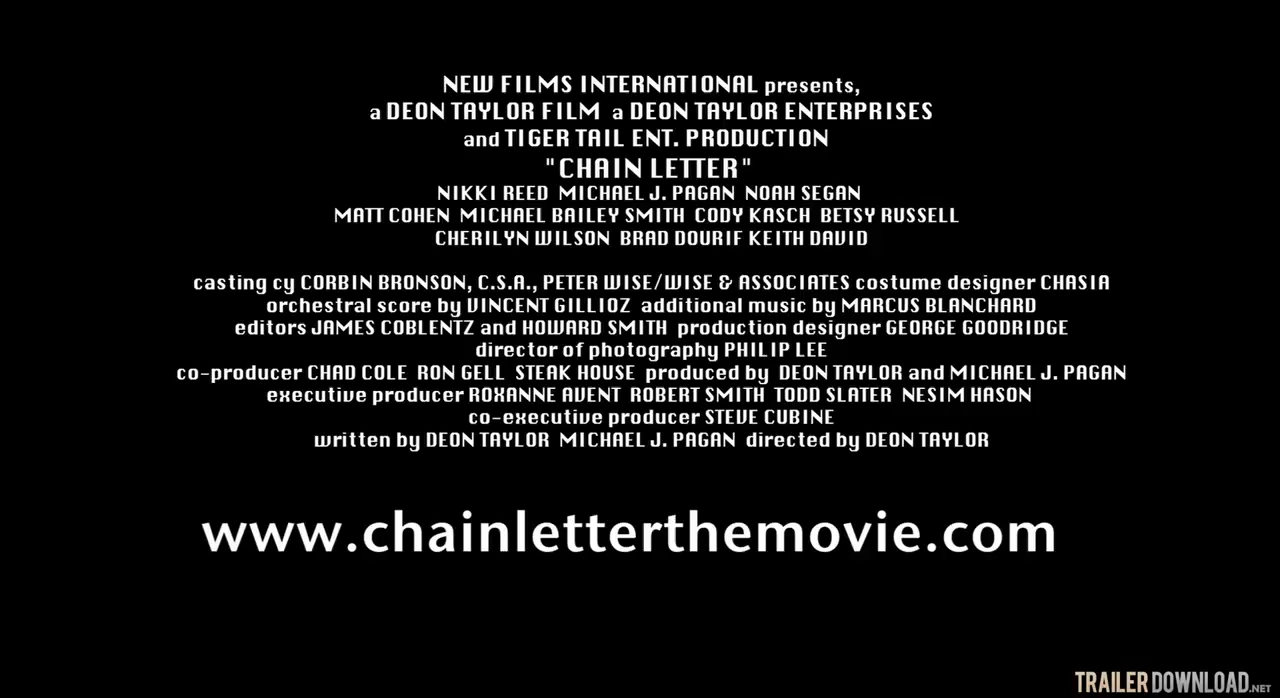 NEW FILMS INTERNATIONAL presents,
a DEON TAYLOR FILM a DEON TAYLOR ENTERPRISES
and TIGER TAIL ENT. PRODUCTION
"CHAIN LETTER"
NIKKI REED MICHAEL J. PAGAN NOAH SEGAN
MATT COHEN MICHAEL BAILEY SMITH CODY KASCH BETSY RUSSELL
CHERILYN WILSON BRAD DOURIF KEITH DAVID
casting cy CORBIN BRONSON, C.S.A., PETER WISE/WISE & ASSOCIATES costume designer CHASIA
orchestral score by VINCENT GILLIOZ additional music by MARCUS BLANCHARD
editors JAMES COBLENTZ and HOWARD SMITH production designer GEORGE GOODRIDGE
director of photography PHILIP LEE
co-producer CHAD COLE RON GELL STEAK HOUSE produced by DEON TAYLOR and MICHAEL J. PAGAN
executive producer ROXANNE AVENT ROBERT SMITH TODD SLATER NESIM HASON
co-executive producer STEVE CUBINE
written by DEON TAYLOR MICHAEL J. PAGAN directed by DEON TAYLOR
www.chainletterthemovie.com
TRAILERDOWNLOAD.NET